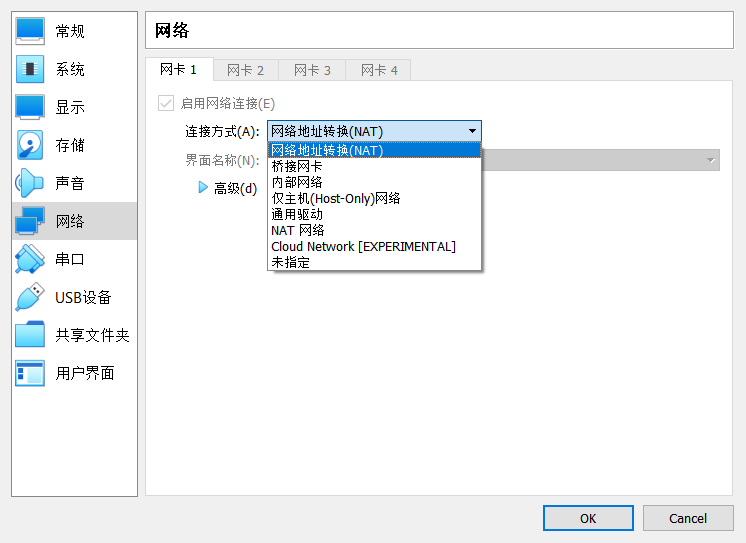 常规
系统
显示
存储
声音
网络
串口
USB设备
共享文件夹
用户界面
网络
网卡 1
网卡 2
网卡 3
网卡 4
启用网络连接(E)
连接方式(A):
网络地址转换(NAT)
网络地址转换(NAT)
桥接网卡
内部网络
仅主机(Host-Only)网络
通用驱动
NAT 网络
Cloud Network [EXPERIMENTAL]
未指定
界面名称(N):
高级(d)
OK
Cancel